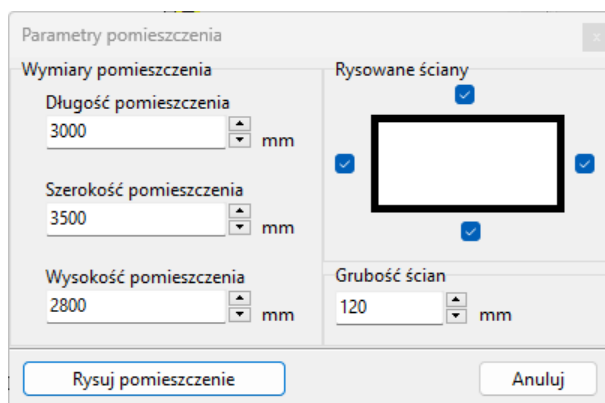 Parametry pomieszczenia
x
Wymiary pomieszczenia
Długość pomieszczenia
3000
mm
Szerokość pomieszczenia
3500
mm
Wysokość pomieszczenia
2800
mm
Rysowane ściany
Grubość ścian
120
mm
Rysuj pomieszczenie
Anuluj